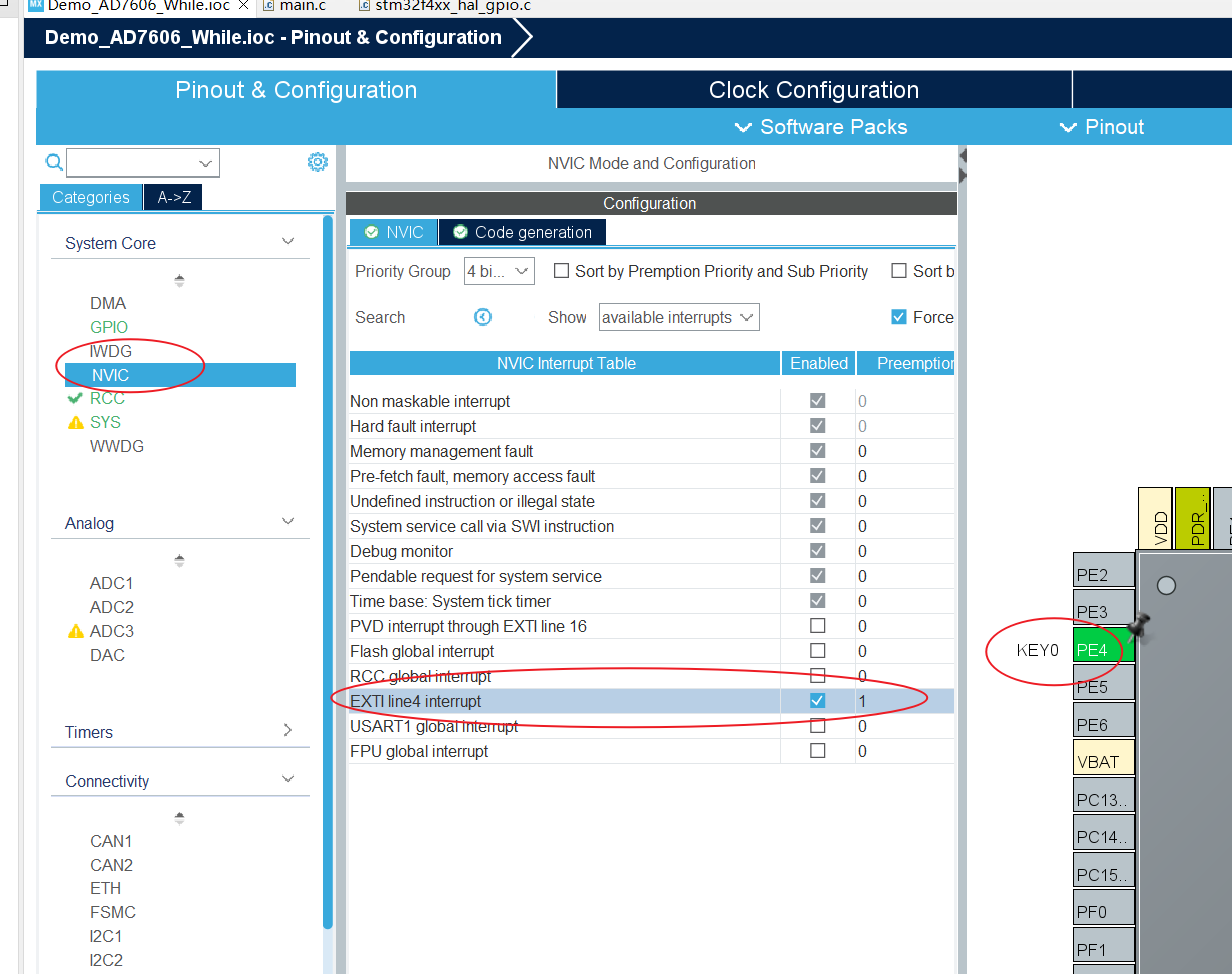 MX Demo_AD7606_While.ioc main.c stm32f4xx_hal_gpio.c
Demo_AD7606_While.ioc - Pinout & Configuration
Pinout & Configuration
Clock Configuration
Software Packs
Pinout
Categories
A->Z
System Core
DMA
GPIO
IWDG
NVIC
RCC
SYS
WWDG
Analog
ADC1
ADC2
ADC3
DAC
Timers
Connectivity
CAN1
CAN2
ETH
FSMC
I2C1
I2C2
NVIC Mode and Configuration
Configuration
NVIC
Code generation
Priority Group 4 bi... Sort by Premption Priority and Sub Priority Sort b
Search Show available interrupts Force
NVIC Interrupt Table Enabled Preemption
Non maskable interrupt 0
Hard fault interrupt 0
Memory management fault 0
Pre-fetch fault, memory access fault 0
Undefined instruction or illegal state 0
System service call via SWI instruction 0
Debug monitor 0
Pendable request for system service 0
Time base: System tick timer 0
PVD interrupt through EXTI line 16 0
Flash global interrupt 0
RCC global interrupt 0
EXTI line4 interrupt 1
USART1 global interrupt 0
FPU global interrupt 0
VDD
PDR_...
PE2
PE3
KEY0 PE4
PE5
PE6
VBAT
PC13..
PC14..
PC15..
PF0
PF1